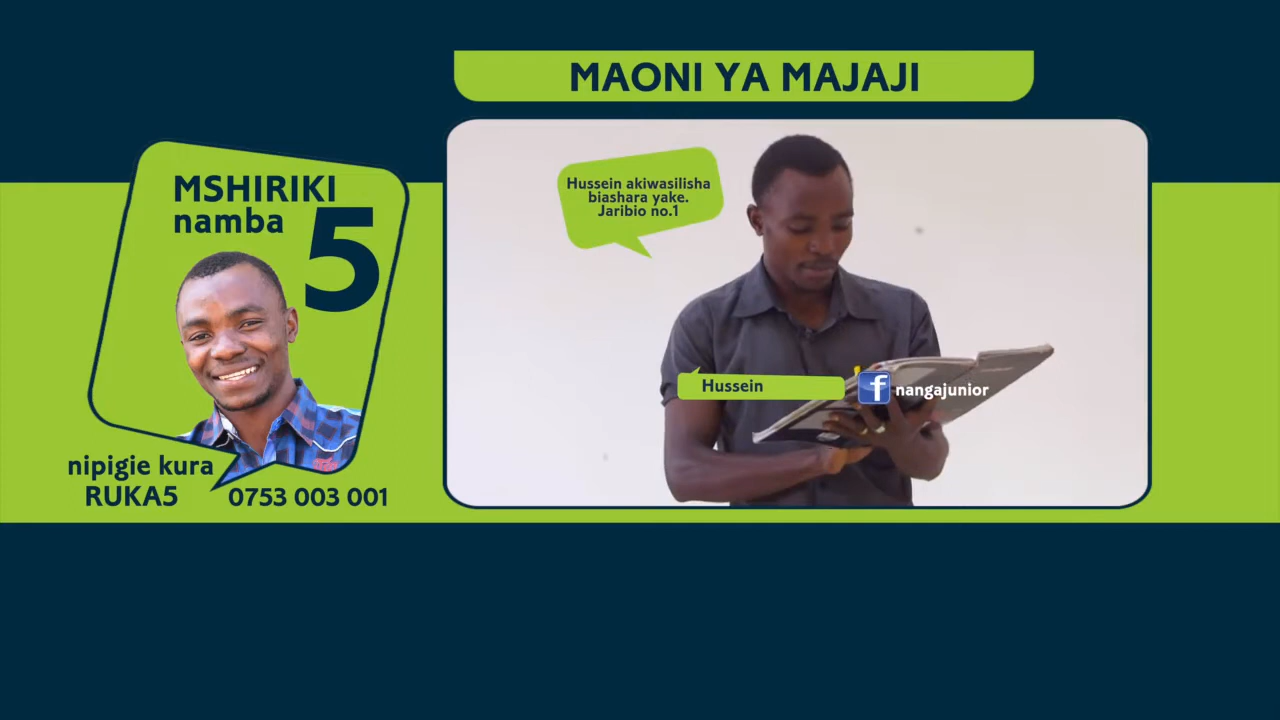 MAONI YA MAJAJI
MSHIRIKI
namba
5
nipigie kura
RUKA5 0753 003 001
Hussein akiwasilisha
biashara yake.
Jaribio no.1
Hussein
f nangajunior